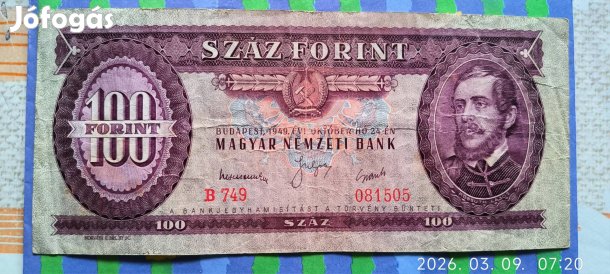 Jófogás
SZÁZ FORINT
100
FORINT
BUDAPEST, 1949. ÉVI OKTÓBER HÓ 24-ÉN
MAGYAR NEMZETI BANK
B 749 081505
A BANKJEGYHAMISÍTÁST A TÖRVÉNY BÜNTETI
100 SZÁZ 100
2026. 03. 09. 07:20